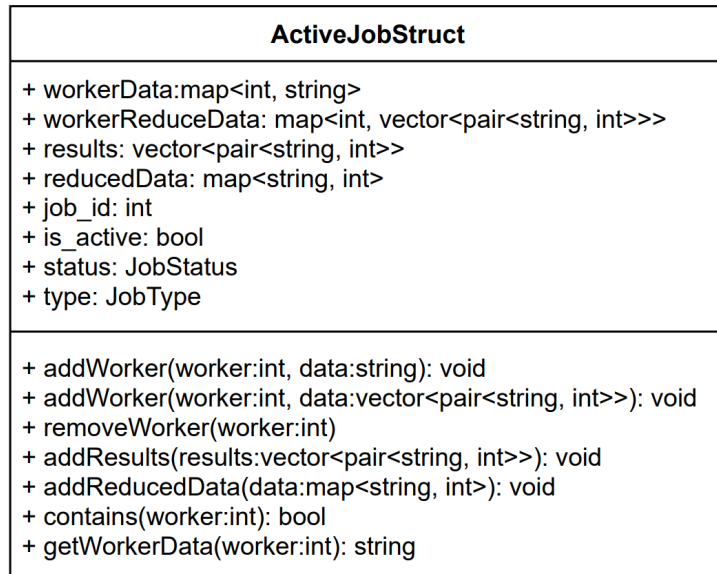 ActiveJobStruct
+ workerData:map<int, string>
+ workerReduceData: map<int, vector<pair<string, int>>>
+ results: vector<pair<string, int>>
+ reducedData: map<string, int>
+ job_id: int
+ is_active: bool
+ status: JobStatus
+ type: JobType
+ addWorker(worker:int, data:string): void
+ addWorker(worker:int, data:vector<pair<string, int>>): void
+ removeWorker(worker:int)
+ addResults(results:vector<pair<string, int>>): void
+ addReducedData(data:map<string, int>): void
+ contains(worker:int): bool
+ getWorkerData(worker:int): string